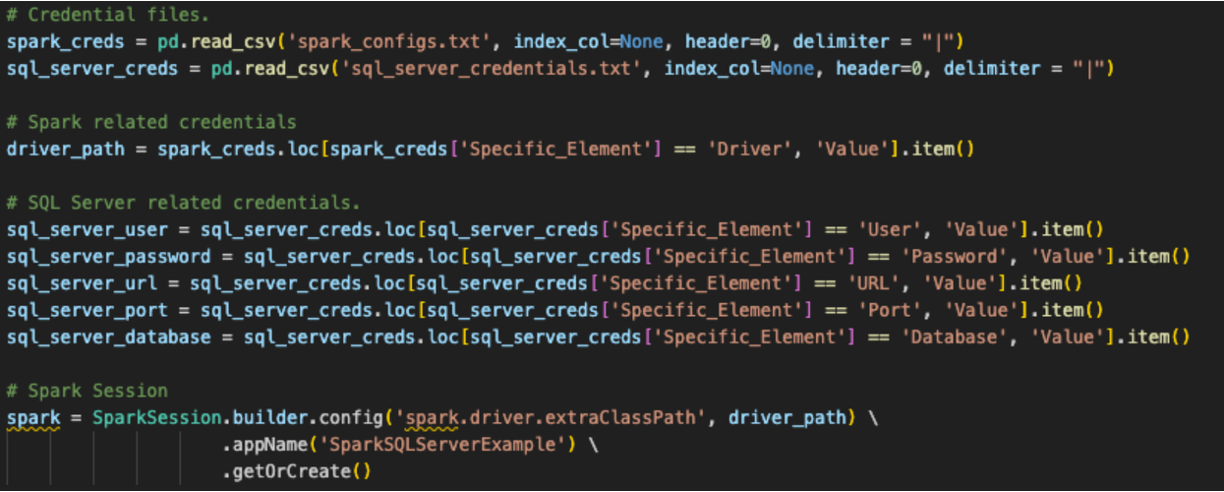 # Credential files.
spark_creds = pd.read_csv('spark_configs.txt', index_col=None, header=0, delimiter = "|")
sql_server_creds = pd.read_csv('sql_server_credentials.txt', index_col=None, header=0, delimiter = "|")
# Spark related credentials
driver_path = spark_creds.loc[spark_creds['Specific_Element'] == 'Driver', 'Value'].item()
# SQL Server related credentials.
sql_server_user = sql_server_creds.loc[sql_server_creds['Specific_Element'] == 'User', 'Value'].item()
sql_server_password = sql_server_creds.loc[sql_server_creds['Specific_Element'] == 'Password', 'Value'].item()
sql_server_url = sql_server_creds.loc[sql_server_creds['Specific_Element'] == 'URL', 'Value'].item()
sql_server_port = sql_server_creds.loc[sql_server_creds['Specific_Element'] == 'Port', 'Value'].item()
sql_server_database = sql_server_creds.loc[sql_server_creds['Specific_Element'] == 'Database', 'Value'].item()
# Spark Session
spark = SparkSession.builder.config('spark.driver.extraClassPath', driver_path) \
.appName('SparkSQLServerExample') \
.getOrCreate()